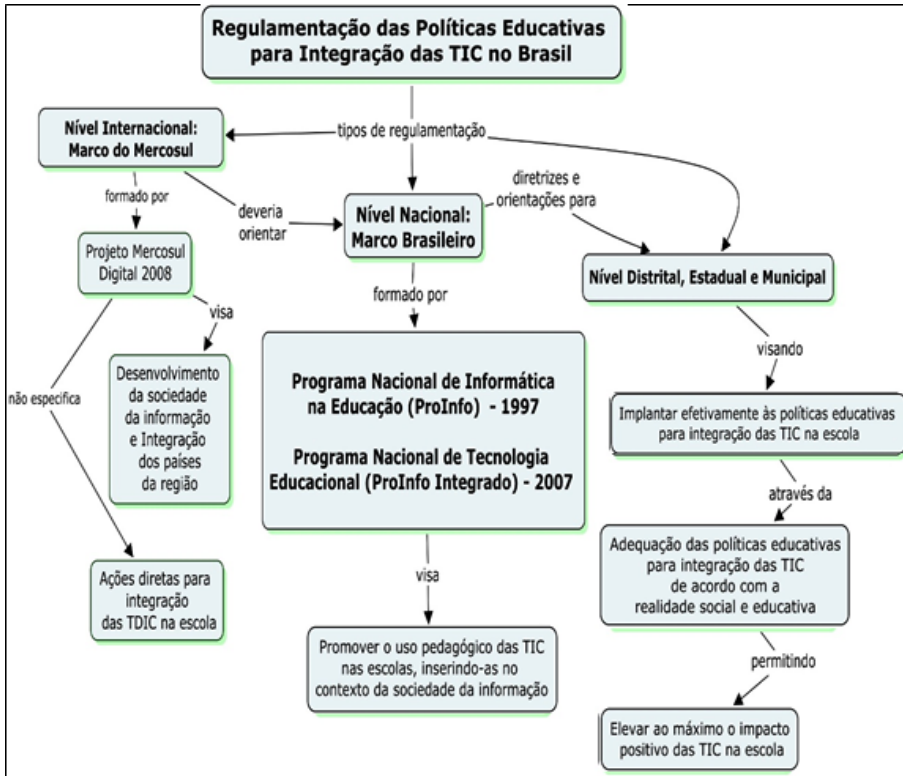 Regulamentação das Políticas Educativas
para Integração das TIC no Brasil
tipos de regulamentação
Nível Internacional:
Marco do Mercosul
formado por
deveria
orientar
Projeto Mercosul
Digital 2008
visa
não especifica
Desenvolvimento
da sociedade
da informação
e Integração
dos países
da região
Ações diretas para
integração
das TDIC na escola
Nível Nacional:
Marco Brasileiro
diretrizes e
orientações para
formado por
Programa Nacional de Informática
na Educação (ProInfo) - 1997
Programa Nacional de Tecnologia
Educacional (ProInfo Integrado) - 2007
visa
Promover o uso pedagógico das TIC
nas escolas, inserindo-as no
contexto da sociedade da informação
Nível Distrital, Estadual e Municipal
visando
Implantar efetivamente às políticas educativas
para integração das TIC na escola
através da
Adequação das políticas educativas
para integração das TIC
de acordo com a
realidade social e educativa
permitindo
Elevar ao máximo o impacto
positivo das TIC na escola